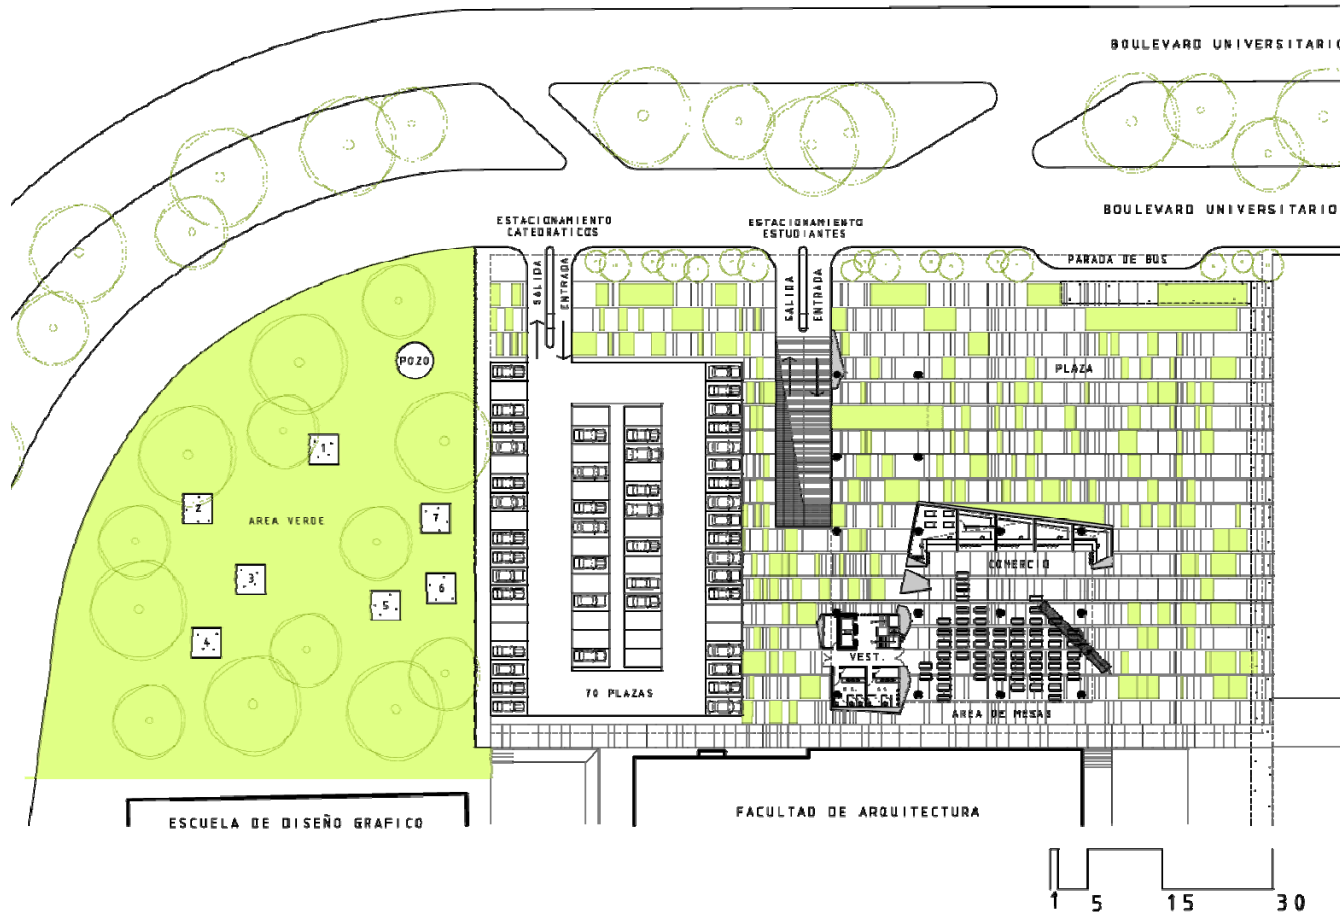 BOULEVARD UNIVERSITARIO
BOULEVARD UNIVERSITARIO
ESTACIONAMIENTO
CATEDRATICOS
ESTACIONAMIENTO
ESTUDIANTES
SALIDA
ENTRADA
SALIDA
ENTRADA
PARADA DE BUS
POZO
PLAZA
1
2
AREA VERDE
7
3
6
5
4
COMERCIO
VEST.
70 PLAZAS
AREA DE MESAS
ESCUELA DE DISEÑO GRAFICO
FACULTAD DE ARQUITECTURA
1 5 15 30